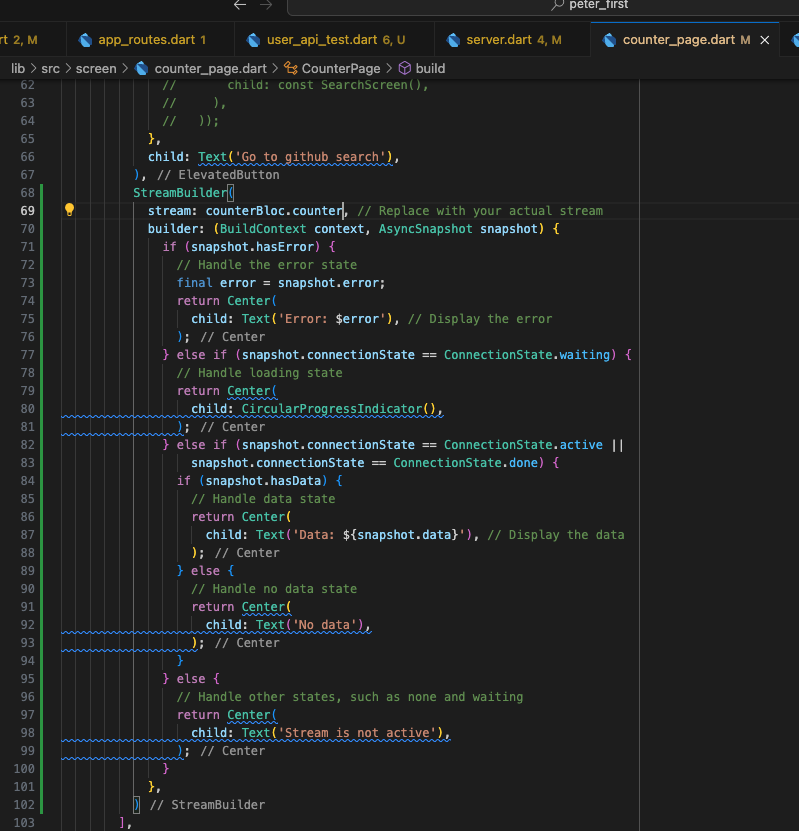 peter_first
rt 2, M
app_routes.dart 1
user_api_test.dart 6, U
server.dart 4, M
counter_page.dart M
lib > src > screen > counter_page.dart > CounterPage > build
62 // child: const SearchScreen(),
63 // ),
64 // ));
65 },
66 child: Text('Go to github search'),
67 ), // ElevatedButton
68 StreamBuilder(
69 stream: counterBloc.counter, // Replace with your actual stream
70 builder: (BuildContext context, AsyncSnapshot snapshot) {
71 if (snapshot.hasError) {
72 // Handle the error state
73 final error = snapshot.error;
74 return Center(
75 child: Text('Error: $error'), // Display the error
76 ); // Center
77 } else if (snapshot.connectionState == ConnectionState.waiting) {
78 // Handle loading state
79 return Center(
80 child: CircularProgressIndicator(),
81 ); // Center
82 } else if (snapshot.connectionState == ConnectionState.active ||
83 snapshot.connectionState == ConnectionState.done) {
84 if (snapshot.hasData) {
85 // Handle data state
86 return Center(
87 child: Text('Data: ${snapshot.data}'), // Display the data
88 ); // Center
89 } else {
90 // Handle no data state
91 return Center(
92 child: Text('No data'),
93 ); // Center
94 }
95 } else {
96 // Handle other states, such as none and waiting
97 return Center(
98 child: Text('Stream is not active'),
99 ); // Center
100 }
101 },
102 ) // StreamBuilder
103 ],